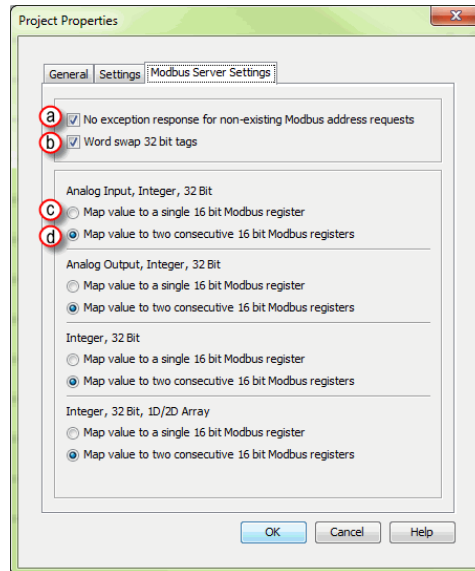 Project Properties
x
General Settings Modbus Server Settings
a No exception response for non-existing Modbus address requests
b Word swap 32 bit tags
Analog Input, Integer, 32 Bit
c Map value to a single 16 bit Modbus register
d Map value to two consecutive 16 bit Modbus registers
Analog Output, Integer, 32 Bit
Map value to a single 16 bit Modbus register
Map value to two consecutive 16 bit Modbus registers
Integer, 32 Bit
Map value to a single 16 bit Modbus register
Map value to two consecutive 16 bit Modbus registers
Integer, 32 Bit, 1D/2D Array
Map value to a single 16 bit Modbus register
Map value to two consecutive 16 bit Modbus registers
OK Cancel Help